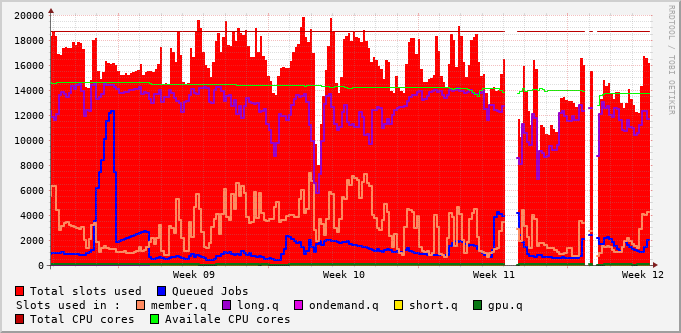 20000
18000
16000
14000
12000
10000
8000
6000
4000
2000
0
Week 09 Week 10 Week 11 Week 12
Total slots used Queued Jobs
Slots used in : member.q long.q ondemand.q short.q gpu.q
Total CPU cores Availale CPU cores
RRDTOOL / TOBI OETIKER